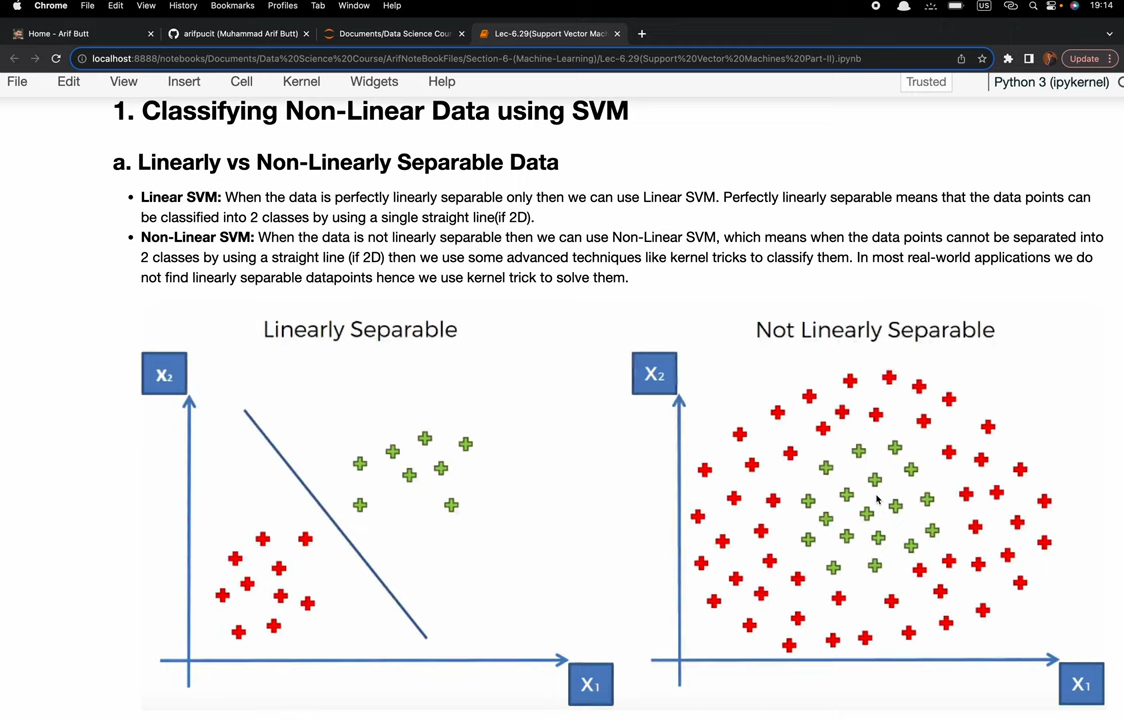 Chrome File Edit View History Bookmarks Profiles Tab Window Help US 19:14
Home - Arif Butt
arifpucit (Muhammad Arif Butt)
Documents/Data Science Cour
Lec-6.29(Support Vector Mach
localhost:8888/notebooks/Documents/Data%20Science%20Course/ArifNoteBookFiles/Section-6-(Machine-Learning)/Lec-6.29(Support%20Vector%20Machines%20Part-II).ipynb
Update
File Edit View Insert Cell Kernel Widgets Help Trusted Python 3 (ipykernel)
1. Classifying Non-Linear Data using SVM
a. Linearly vs Non-Linearly Separable Data
• Linear SVM: When the data is perfectly linearly separable only then we can use Linear SVM. Perfectly linearly separable means that the data points can
be classified into 2 classes by using a single straight line(if 2D).
• Non-Linear SVM: When the data is not linearly separable then we can use Non-Linear SVM, which means when the data points cannot be separated into
2 classes by using a straight line (if 2D) then we use some advanced techniques like kernel tricks to classify them. In most real-world applications we do
not find linearly separable datapoints hence we use kernel trick to solve them.
Linearly Separable
Not Linearly Separable
X₂
X₂
X₁
X₁